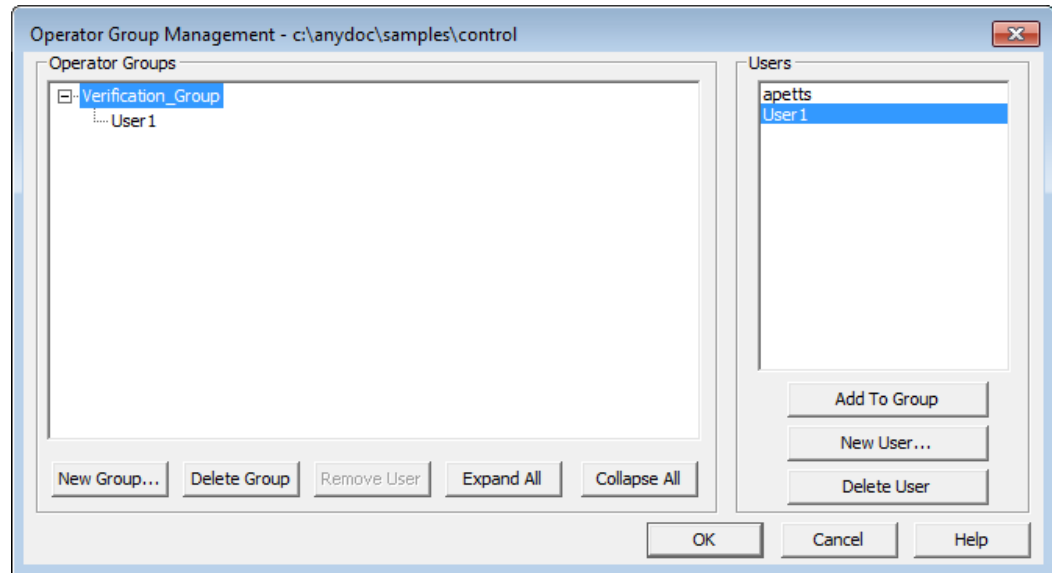 Operator Group Management - c:\anydoc\samples\control
Operator Groups
Verification_Group
User1
New Group...
Delete Group
Remove User
Expand All
Collapse All
Users
apetts
User1
Add To Group
New User...
Delete User
OK
Cancel
Help